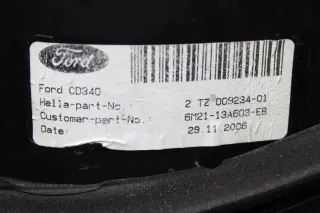 Ford
Ford CD340
Hella-part-No.: 2 TZ 009234-01
Customer-part-No.: 6M21-13A603-EB
Date: 29.11.2006